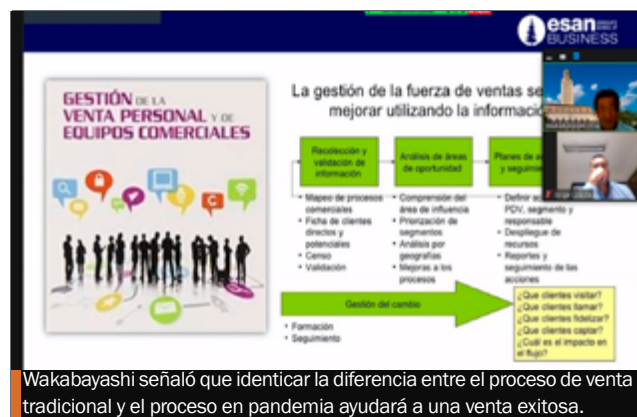 esan
BUSINESS
GESTIÓN DE LA
VENTA PERSONAL Y DE
EQUIPOS COMERCIALES
La gestión de la fuerza de ventas se
mejorar utilizando la informació
Recolección y
validación de
información
• Mapeo de procesos
comerciales
• Ficha de clientes
directos y
potenciales
• Censo
• Validación
Análisis de áreas
de oportunidad
• Comprensión del
área de influencia
• Priorización de
segmentos
• Análisis por
geografías
• Mejoras a los
procesos
Planes de
y seguimie
• Definir
PDV, segmento y
responsable
• Despliegue de
recursos
• Reportes y
seguimiento de las
acciones
Gestión del cambio
• Formación
• Seguimiento
¿Que clientes visitar?
¿Que clientes llamar?
¿Que clientes fidelizar?
¿Que clientes captar?
¿Cuál es el impacto en
el flujo?
Wakabayashi señaló que identicar la diferencia entre el proceso de venta
tradicional y el proceso en pandemia ayudará a una venta exitosa.